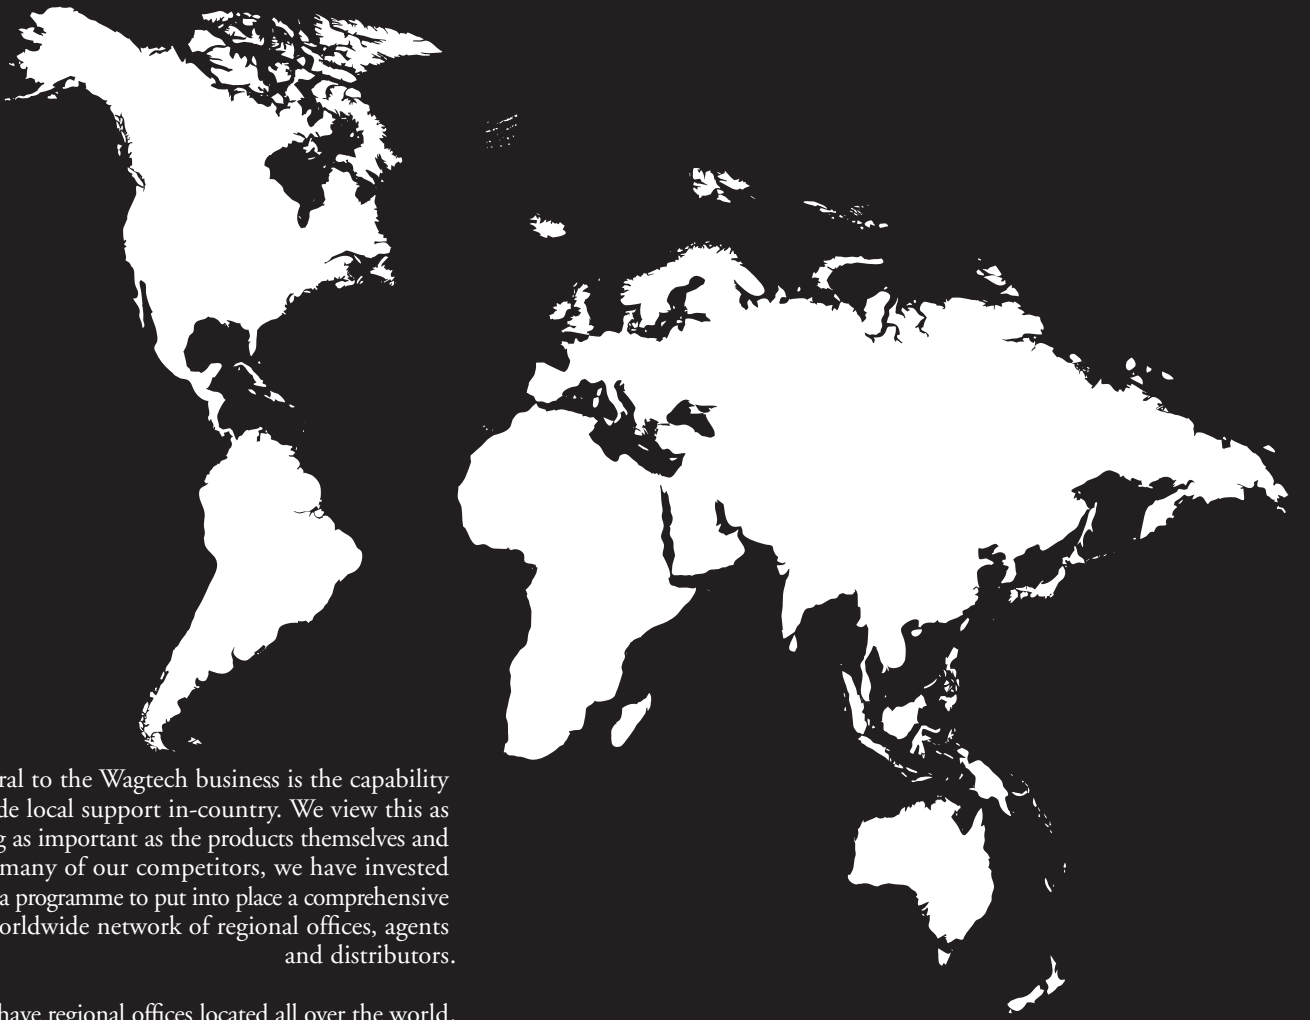 ral to the Wagtech business is the capability
de local support in-country. We view this as
g as important as the products themselves and
many of our competitors, we have invested
a programme to put into place a comprehensive
orldwide network of regional offices, agents
and distributors.
have regional offices located all over the world.